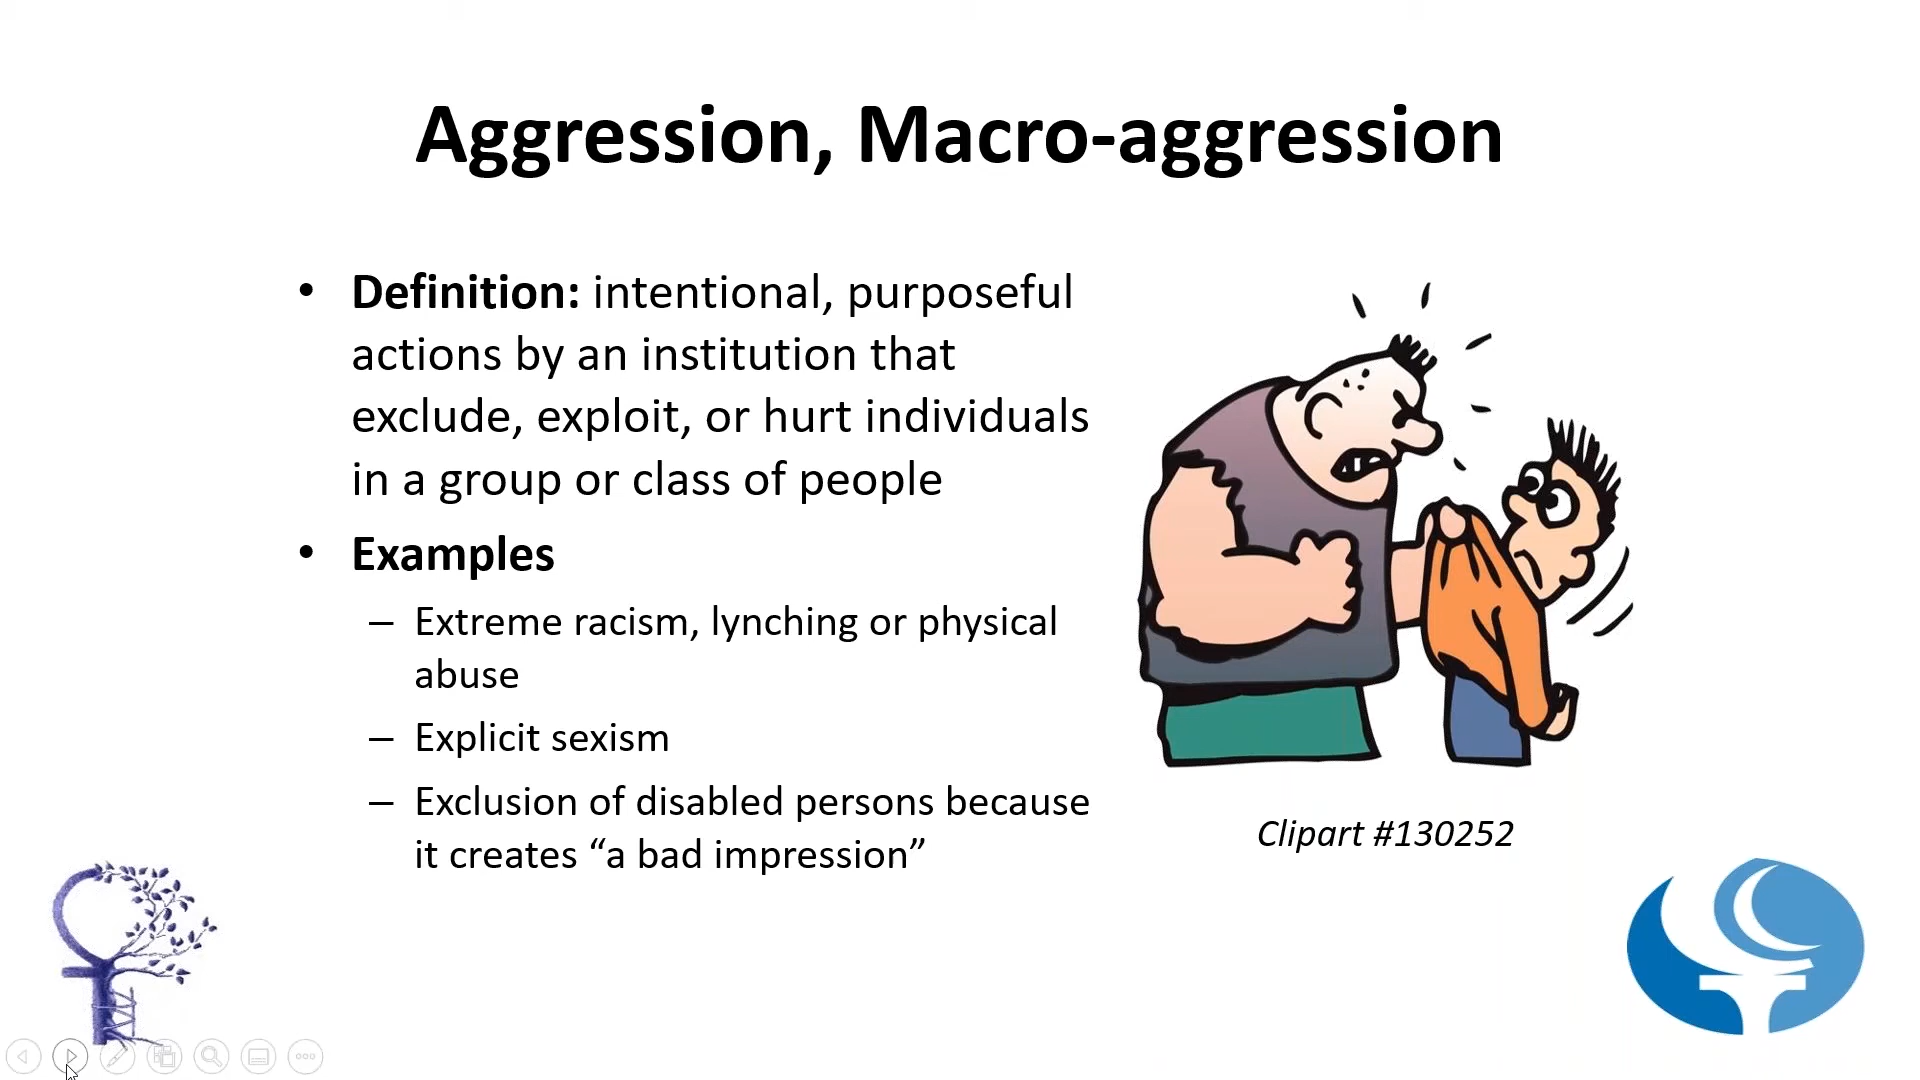 Aggression, Macro-aggression
• Definition: intentional, purposeful
actions by an institution that
exclude, exploit, or hurt individuals
in a group or class of people
• Examples
– Extreme racism, lynching or physical
abuse
– Explicit sexism
– Exclusion of disabled persons because
it creates “a bad impression”
Clipart #130252